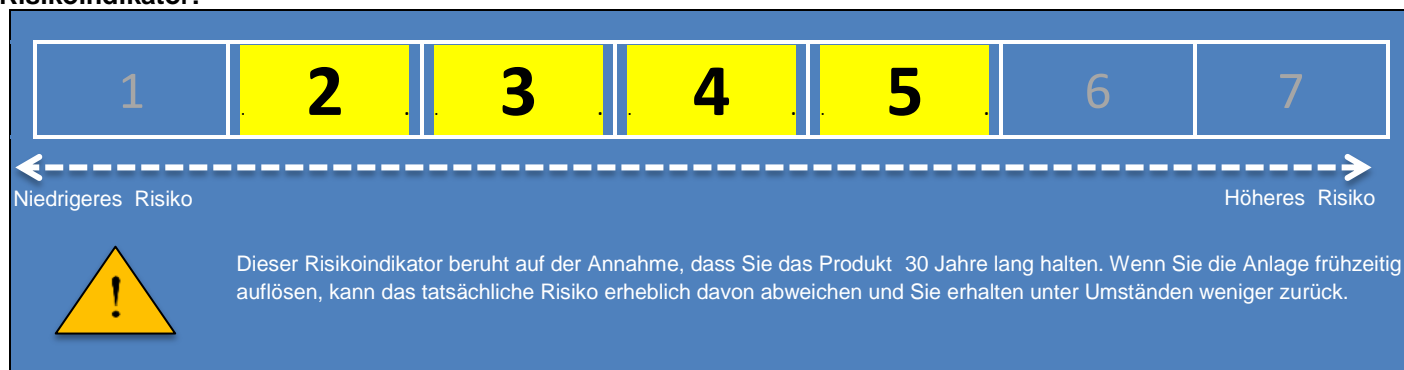 Risikoindikator?
1 2 3 4 5 6 7
Niedrigeres Risiko Höheres Risiko
! Dieser Risikoindikator beruht auf der Annahme, dass Sie das Produkt 30 Jahre lang halten. Wenn Sie die Anlage frühzeitig
auflösen, kann das tatsächliche Risiko erheblich davon abweichen und Sie erhalten unter Umständen weniger zurück.